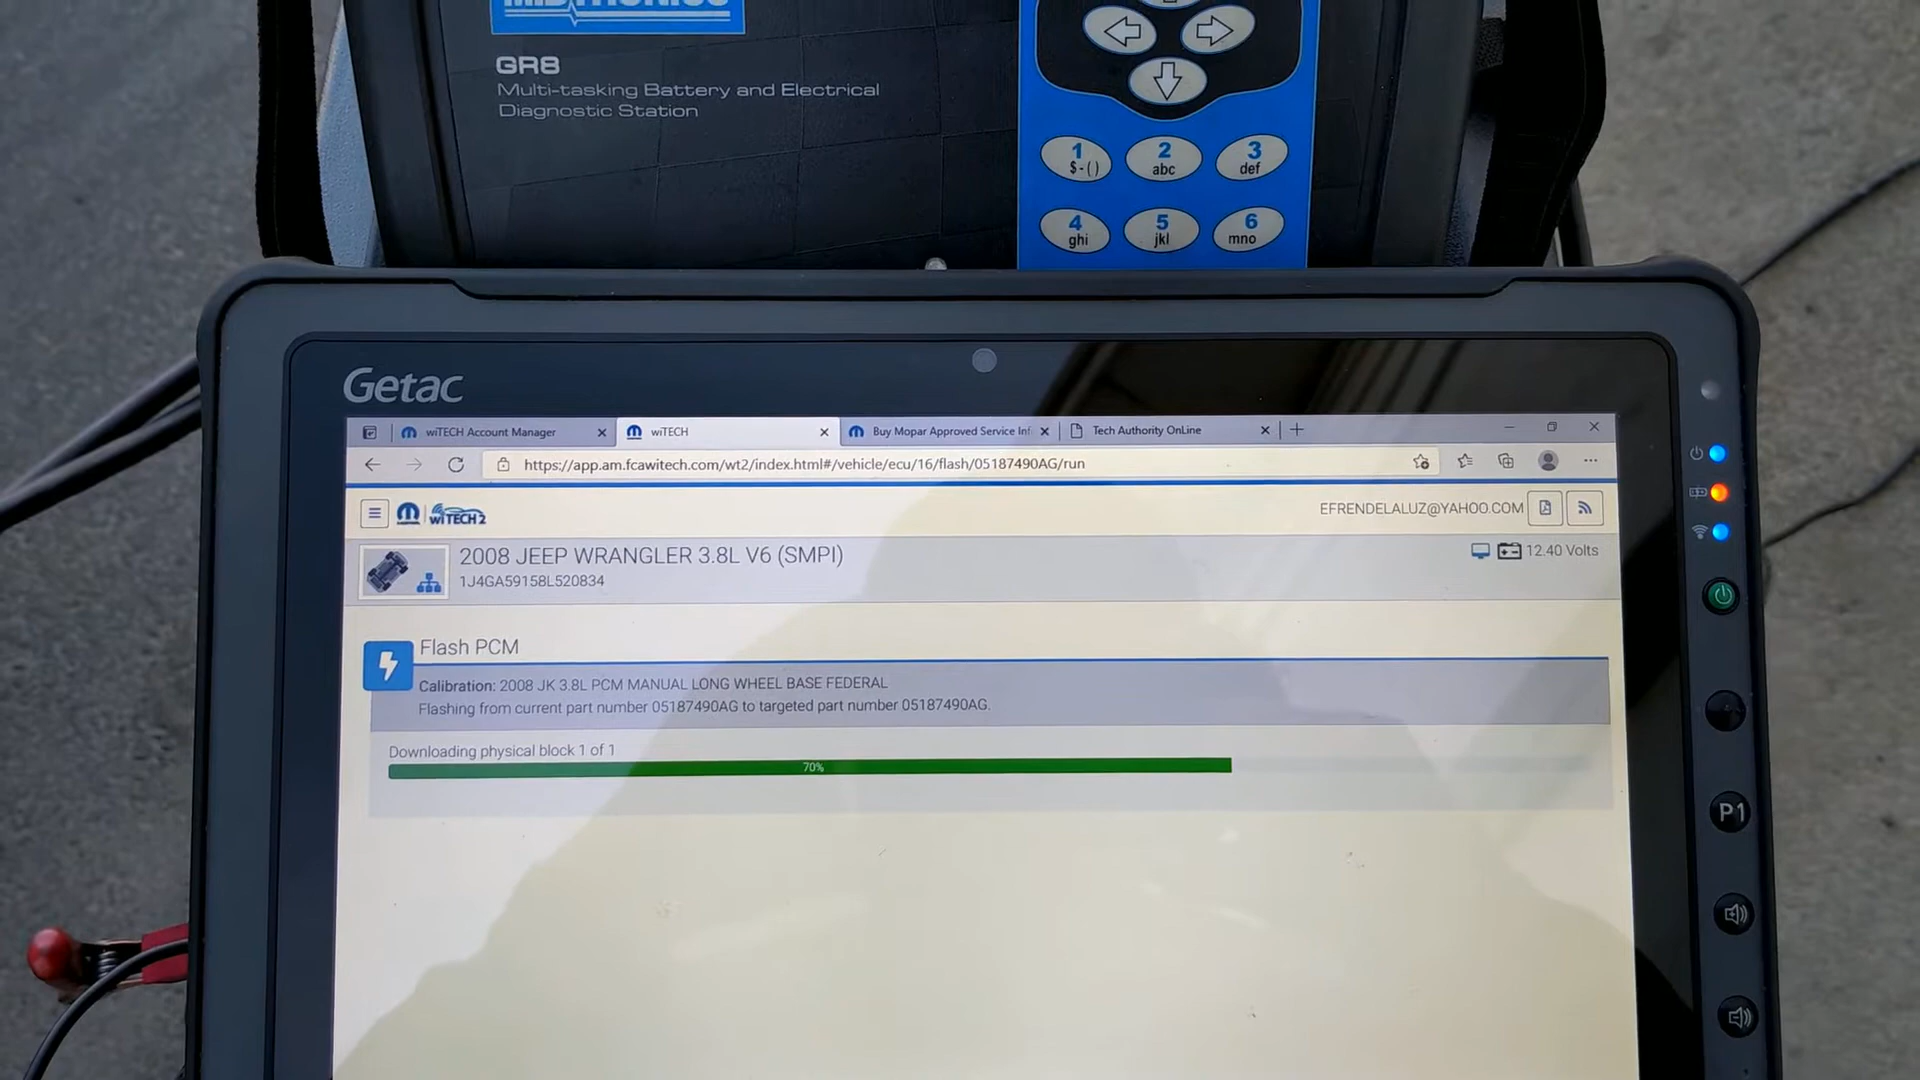 GR8
Multi-tasking Battery and Electrical
Diagnostic Station
1 2 3
$-() abc def
4 5 6
ghi jkl mno
Getac
wiTECH Account Manager
wiTECH
Buy Mopar Approved Service Inf
Tech Authority OnLine
https://app.am.fcawitech.com/wt2/index.html#/vehicle/ecu/16/flash/05187490AG/run
wiTECH 2
EFRENDELALUZ@YAHOO.COM
2008 JEEP WRANGLER 3.8L V6 (SMPI)
1J4GA59158L520834
12.40 Volts
Flash PCM
Calibration: 2008 JK 3.8L PCM MANUAL LONG WHEEL BASE FEDERAL
Flashing from current part number 05187490AG to targeted part number 05187490AG.
Downloading physical block 1 of 1
70%
P1